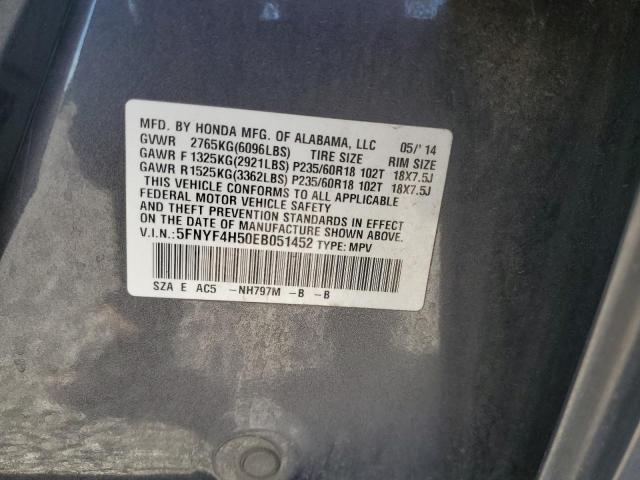 MFD. BY HONDA MFG. OF ALABAMA, LLC 05/'14
GVWR 2765KG(6096LBS) TIRE SIZE RIM SIZE
GAWR F 1325KG(2921LBS) P235/60R18 102T 18X7.5J
GAWR R1525KG(3362LBS) P235/60R18 102T 18X7.5J
THIS VEHICLE CONFORMS TO ALL APPLICABLE
FEDERAL MOTOR VEHICLE SAFETY
AND THEFT PREVENTION STANDARDS IN EFFECT
ON THE DATE OF MANUFACTURE SHOWN ABOVE.
V.I.N.:5FNYF4H50EB051452 TYPE: MPV
SZA E AC5 -NH797M -B -B